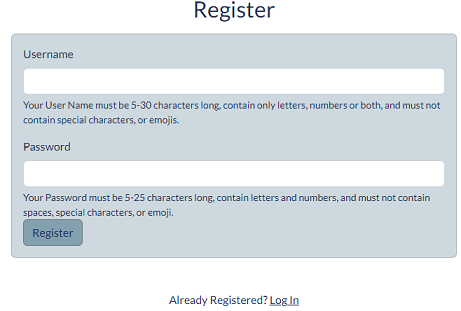 Register
Username
Your User Name must be 5-30 characters long, contain only letters, numbers or both, and must not
contain special characters, or emojis.
Password
Your Password must be 5-25 characters long, contain letters and numbers, and must not contain
spaces, special characters, or emoji.
Register
Already Registered? Log In